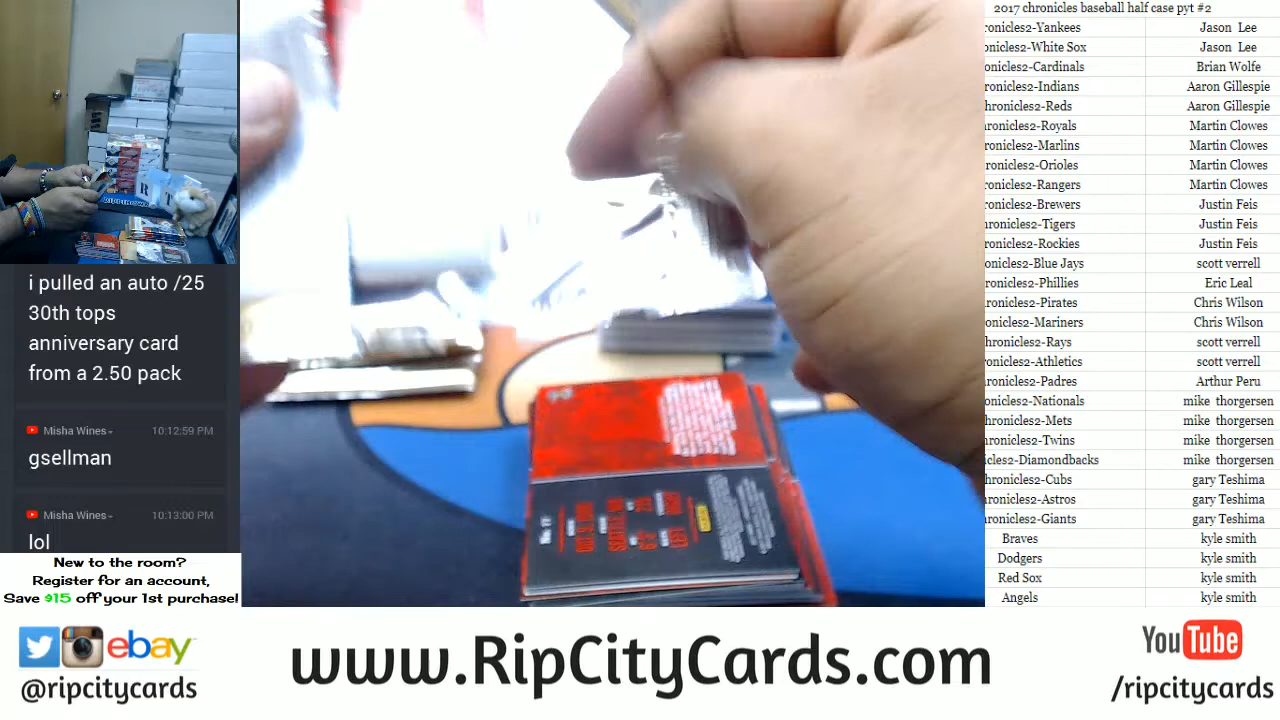 2017 chronicles baseball half case pyt #2
ronicles2-Yankees Jason Lee
onicles2-White Sox Jason Lee
ronicles2-Cardinals Brian Wolfe
ronicles2-Indians Aaron Gillespie
hronicles2-Reds Aaron Gillespie
ronicles2-Royals Martin Clowes
ronicles2-Marlins Martin Clowes
ronicles2-Orioles Martin Clowes
ronicles2-Rangers Martin Clowes
ronicles2-Brewers Justin Feis
hronicles2-Tigers Justin Feis
ronicles2-Rockies Justin Feis
onicles2-Blue Jays scott verrell
ronicles2-Phillies Eric Leal
ronicles2-Pirates Chris Wilson
onicles2-Mariners Chris Wilson
hronicles2-Rays scott verrell
ronicles2-Athletics scott verrell
ronicles2-Padres Arthur Peru
onicles2-Nationals mike thorgersen
hronicles2-Mets mike thorgersen
ronicles2-Twins mike thorgersen
icles2-Diamondbacks mike thorgersen
hronicles2-Cubs gary Teshima
ronicles2-Astros gary Teshima
ronicles2-Giants gary Teshima
Braves kyle smith
Dodgers kyle smith
Red Sox kyle smith
Angels kyle smith
i pulled an auto /25
30th tops
anniversary card
from a 2.50 pack
Misha Wines 10:12:59 PM
gsellman
Misha Wines 10:13:00 PM
lol
New to the room?
Register for an account,
Save $15 off your 1st purchase!
ebay
@ripcitycards
www.RipCityCards.com
YouTube
/ripcitycards